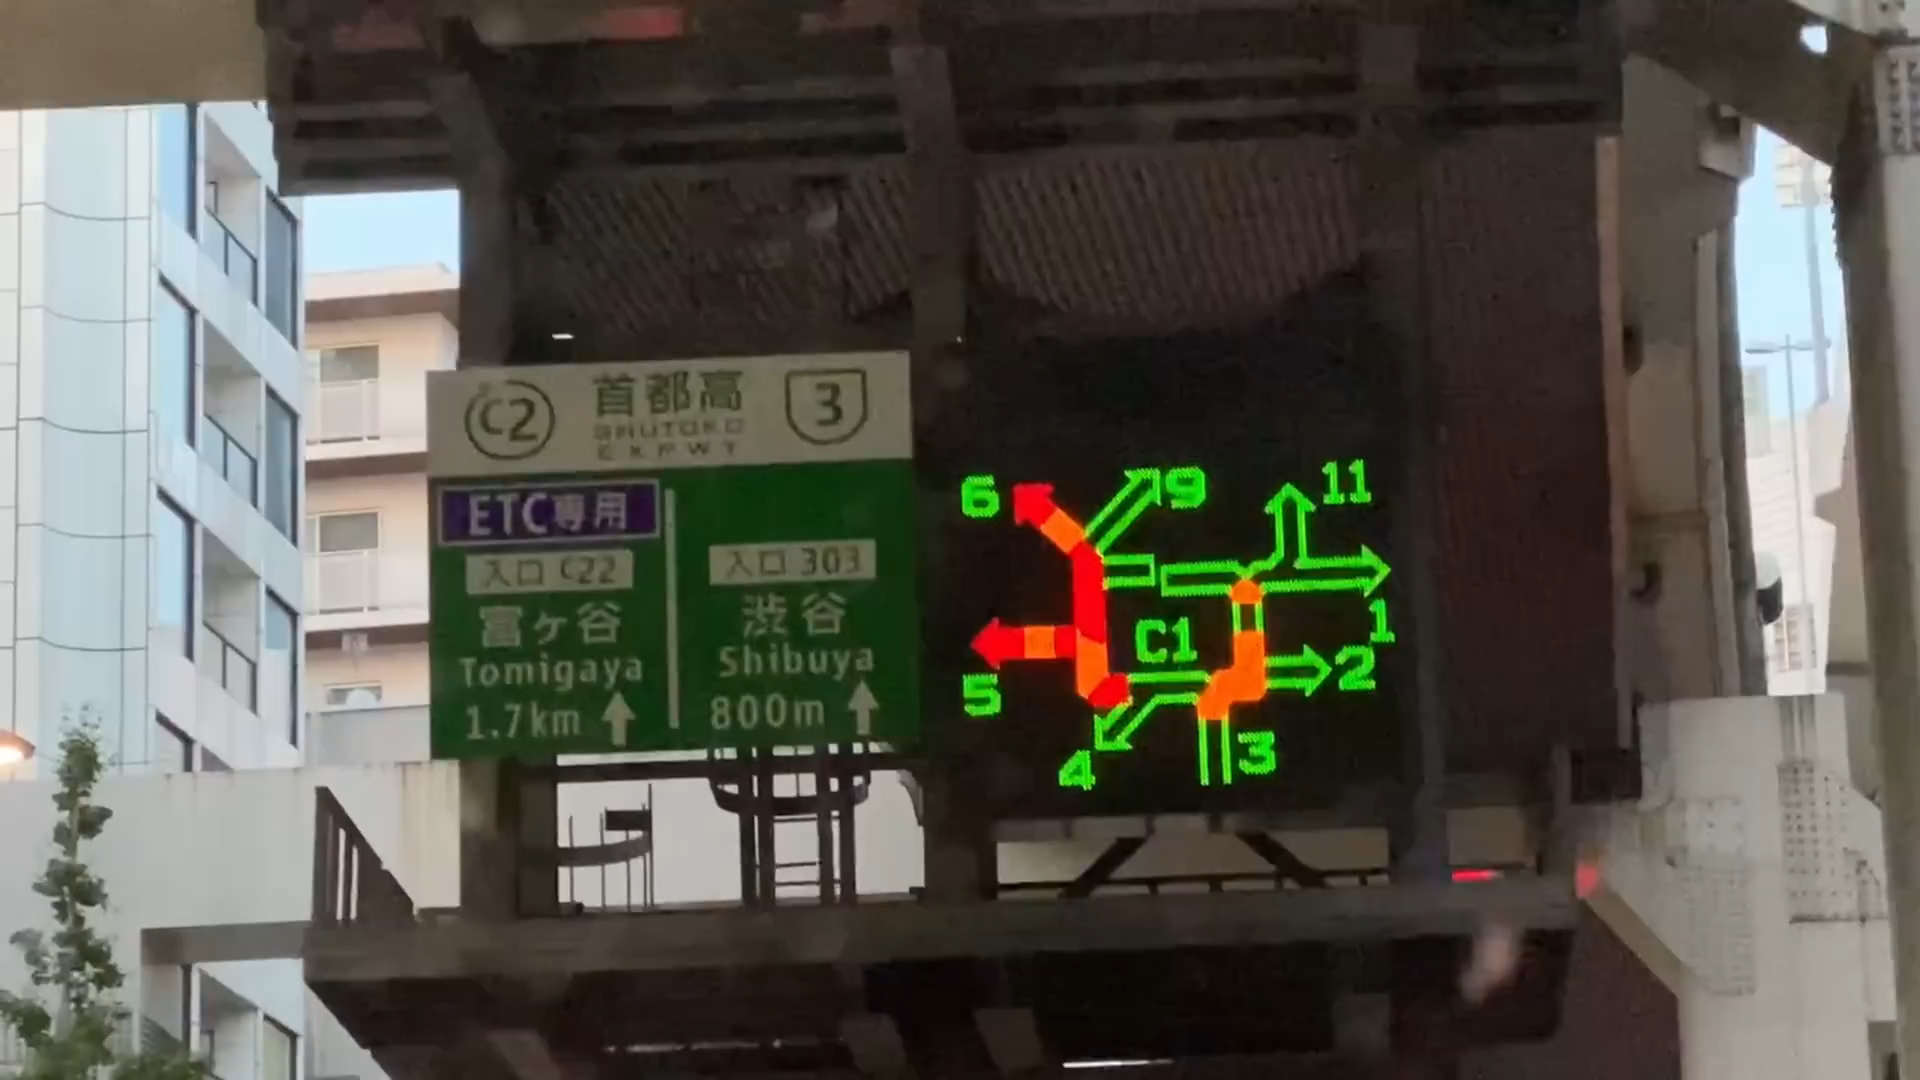 C2 首都高 3
SHUTOKO
EXPWY
ETC専用
入口 C22
富ヶ谷
Tomigaya
1.7km
入口 303
渋谷
Shibuya
800m
6 9 11
C1 1
5 2
4 3